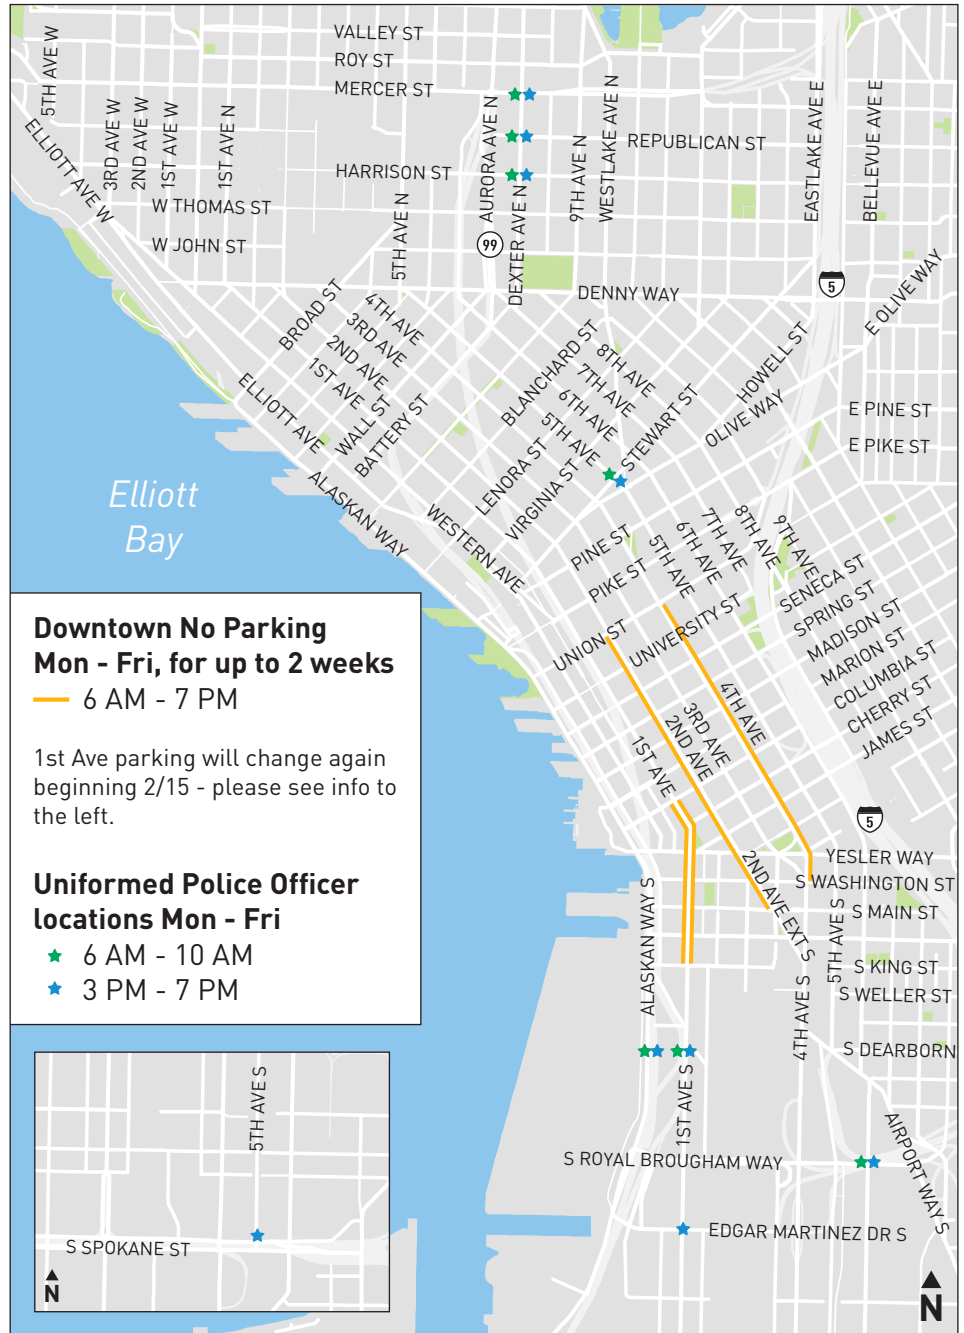 VALLEY ST
ROY ST
MERCER ST
5TH AVE W
ELLIOTT AVE W
3RD AVE W
2ND AVE W
1ST AVE W
1ST AVE N
HARRISON ST
W THOMAS ST
W JOHN ST
5TH AVE N
AURORA AVE N
99
DEXTER AVE N
9TH AVE N
WESTLAKE AVE N
REPUBLICAN ST
EASTLAKE AVE E
BELLEVUE AVE E
5
DENNY WAY
E OLIVE WAY
BROAD ST
4TH AVE
3RD AVE
2ND AVE
1ST AVE
WALL ST
BATTERY ST
ELLIOTT AVE
BLANCHARD ST
8TH AVE
7TH AVE
6TH AVE
5TH AVE
STEWART ST
HOWELL ST
OLIVE WAY
E PINE ST
E PIKE ST
LENORA ST
VIRGINIA ST
ALASKAN WAY
WESTERN AVE
Elliott
Bay
PINE ST
PIKE ST
5TH AVE
6TH AVE
7TH AVE
8TH AVE
9TH AVE
UNION ST
UNIVERSITY ST
SENECA ST
SPRING ST
MADISON ST
MARION ST
COLUMBIA ST
CHERRY ST
JAMES ST
4TH AVE
3RD AVE
2ND AVE
1ST AVE
Downtown No Parking
Mon - Fri, for up to 2 weeks
6 AM - 7 PM
1st Ave parking will change again
beginning 2/15 - please see info to
the left.
Uniformed Police Officer
locations Mon - Fri
6 AM - 10 AM
3 PM - 7 PM
5
YESLER WAY
S WASHINGTON ST
S MAIN ST
2ND AVE EXT S
5TH AVE S
S KING ST
S WELLER ST
ALASKAN WAY S
4TH AVE S
S DEARBORN
1ST AVE S
AIRPORT WAY S
S ROYAL BROUGHAM WAY
EDGAR MARTINEZ DR S
N
5TH AVE S
S SPOKANE ST
N